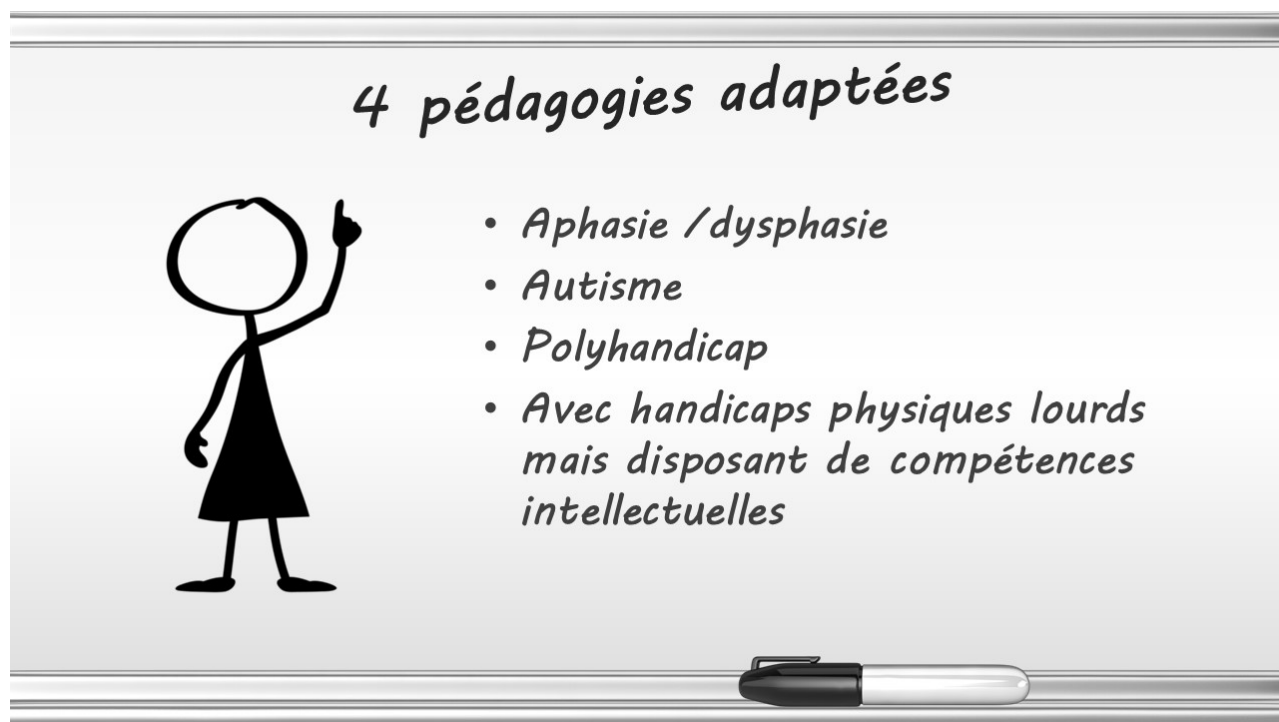 4 pédagogies adaptées
• Aphasie /dysphasie
• Autisme
• Polyhandicap
• Avec handicaps physiques lourds
mais disposant de compétences
intellectuelles